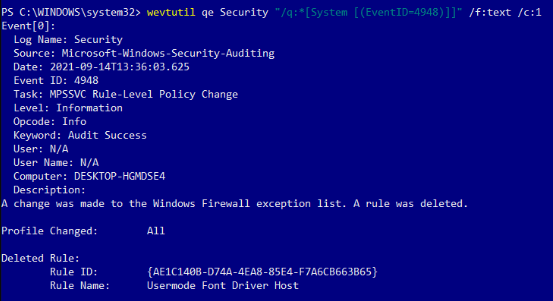 PS C:\WINDOWS\system32> wevtutil qe Security "/q:*[System [(EventID=4948)]]" /f:text /c:1
Event[0]:
  Log Name: Security
  Source: Microsoft-Windows-Security-Auditing
  Date: 2021-09-14T13:36:03.625
  Event ID: 4948
  Task: MPSSVC Rule-Level Policy Change
  Level: Information
  Opcode: Info
  Keyword: Audit Success
  User: N/A
  User Name: N/A
  Computer: DESKTOP-HGMDSE4
  Description:
A change was made to the Windows Firewall exception list. A rule was deleted.

Profile Changed:        All

Deleted Rule:
        Rule ID:        {AE1C140B-D74A-4EA8-85E4-F7A6CB663B65}
        Rule Name:      Usermode Font Driver Host